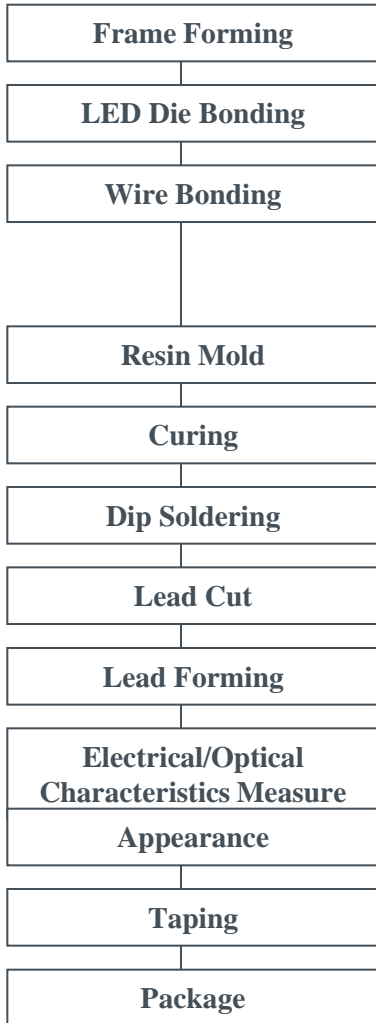 Frame Forming
LED Die Bonding
Wire Bonding
Resin Mold
Curing
Dip Soldering
Lead Cut
Lead Forming
Electrical/Optical
Characteristics Measure
Appearance
Taping
Package